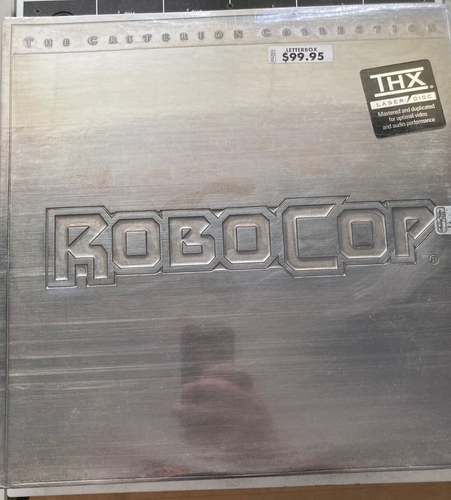 THE CRITERION COLLECTION
LETTERBOX
$99.95
THX
LASER DISC
Mastered and duplicated
for optimal video
and audio performance
ROBOCOP®